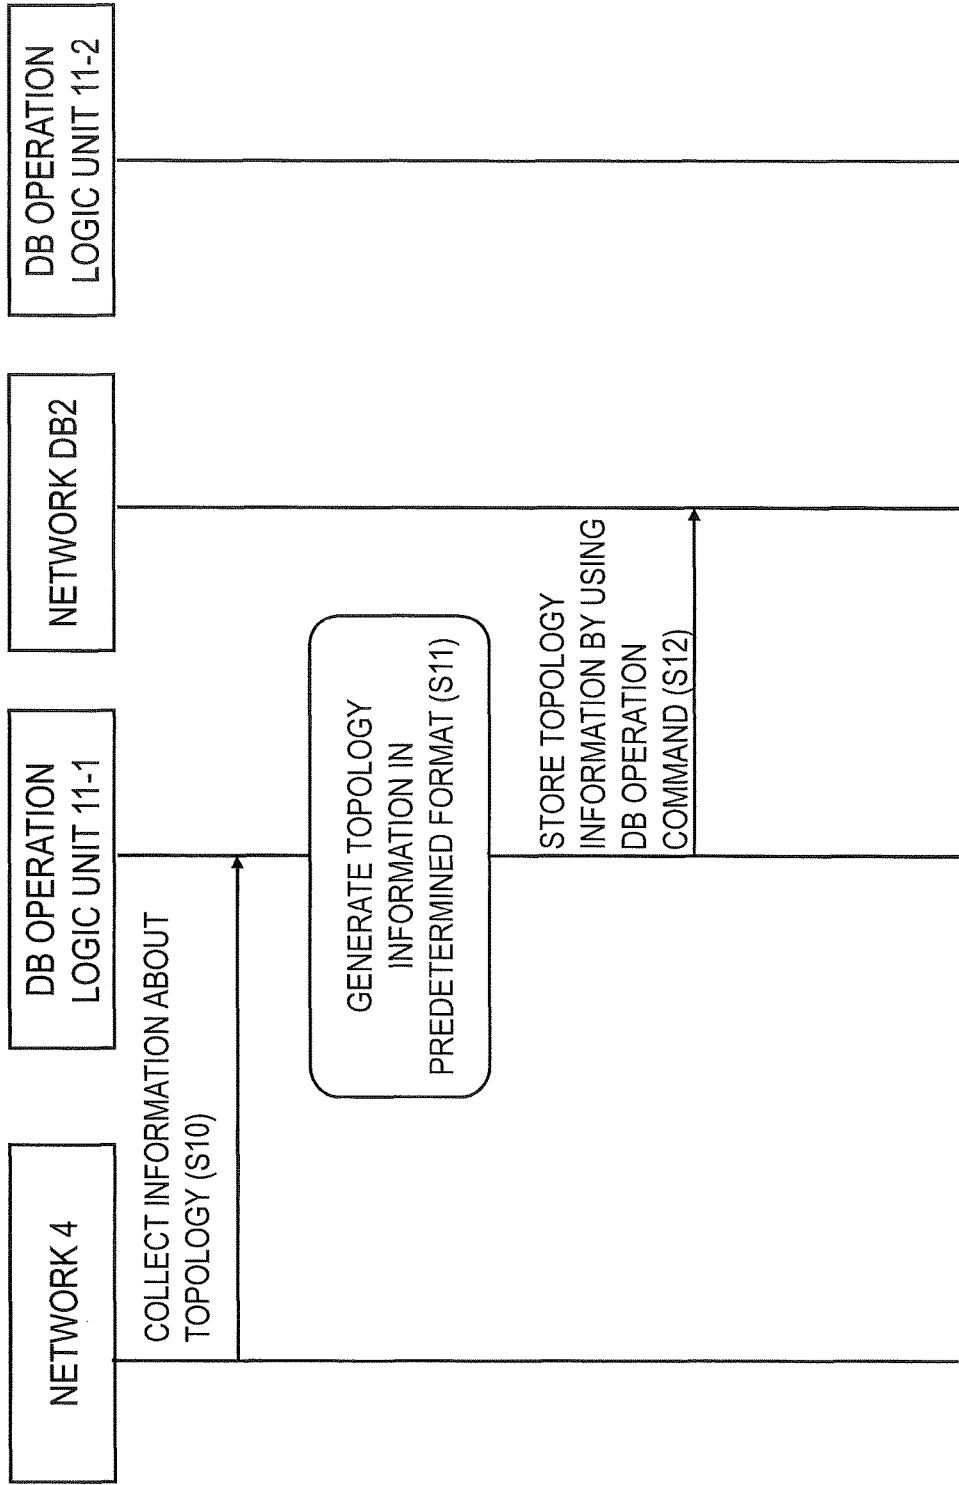 NETWORK 4
DB OPERATION
LOGIC UNIT 11-1
NETWORK DB2
DB OPERATION
LOGIC UNIT 11-2
COLLECT INFORMATION ABOUT
TOPOLOGY (S10)
GENERATE TOPOLOGY
INFORMATION IN
PREDETERMINED FORMAT (S11)
STORE TOPOLOGY
INFORMATION BY USING
DB OPERATION
COMMAND (S12)